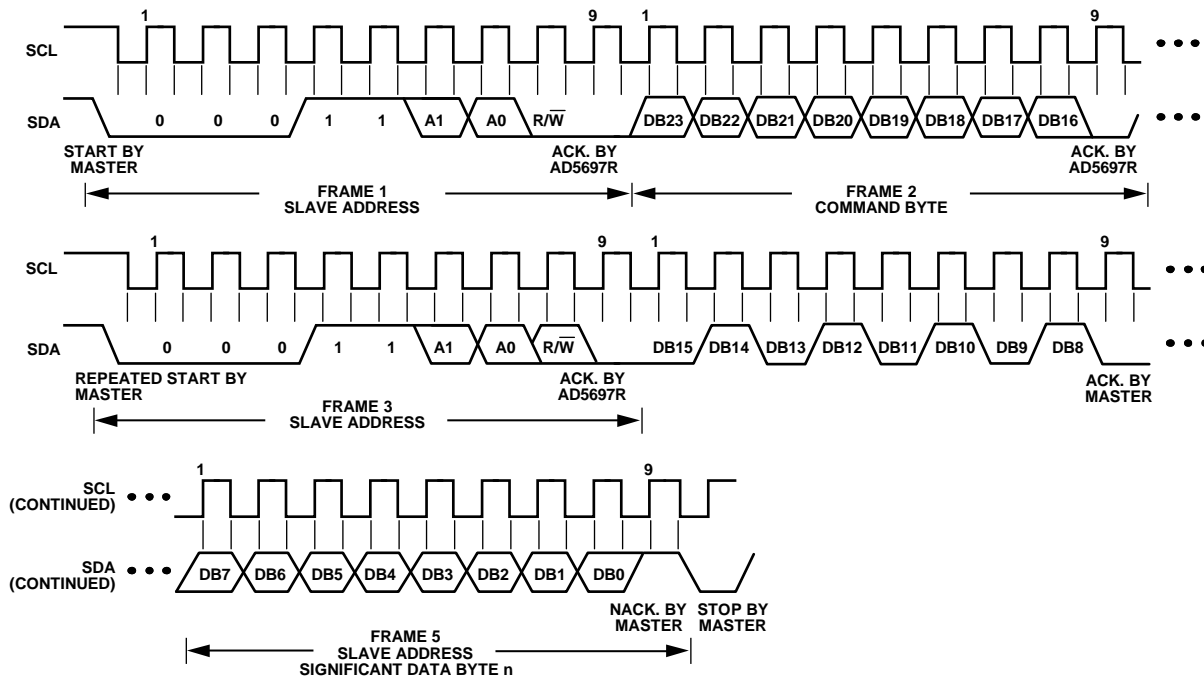 1 9 1 9
SCL
SDA 0 0 0 1 1 A1 A0 R/W̅ DB23 DB22 DB21 DB20 DB19 DB18 DB17 DB16
START BY MASTER
ACK. BY AD5697R
ACK. BY AD5697R
FRAME 1
SLAVE ADDRESS
FRAME 2
COMMAND BYTE
1 9 1 9
SCL
SDA 0 0 0 1 1 A1 A0 R/W̅ DB15 DB14 DB13 DB12 DB11 DB10 DB9 DB8
REPEATED START BY
MASTER
ACK. BY
AD5697R
ACK. BY
MASTER
FRAME 3
SLAVE ADDRESS
1 9
SCL
(CONTINUED)
SDA
(CONTINUED)
DB7 DB6 DB5 DB4 DB3 DB2 DB1 DB0
NACK. BY
MASTER
STOP BY
MASTER
FRAME 5
SLAVE ADDRESS
SIGNIFICANT DATA BYTE n